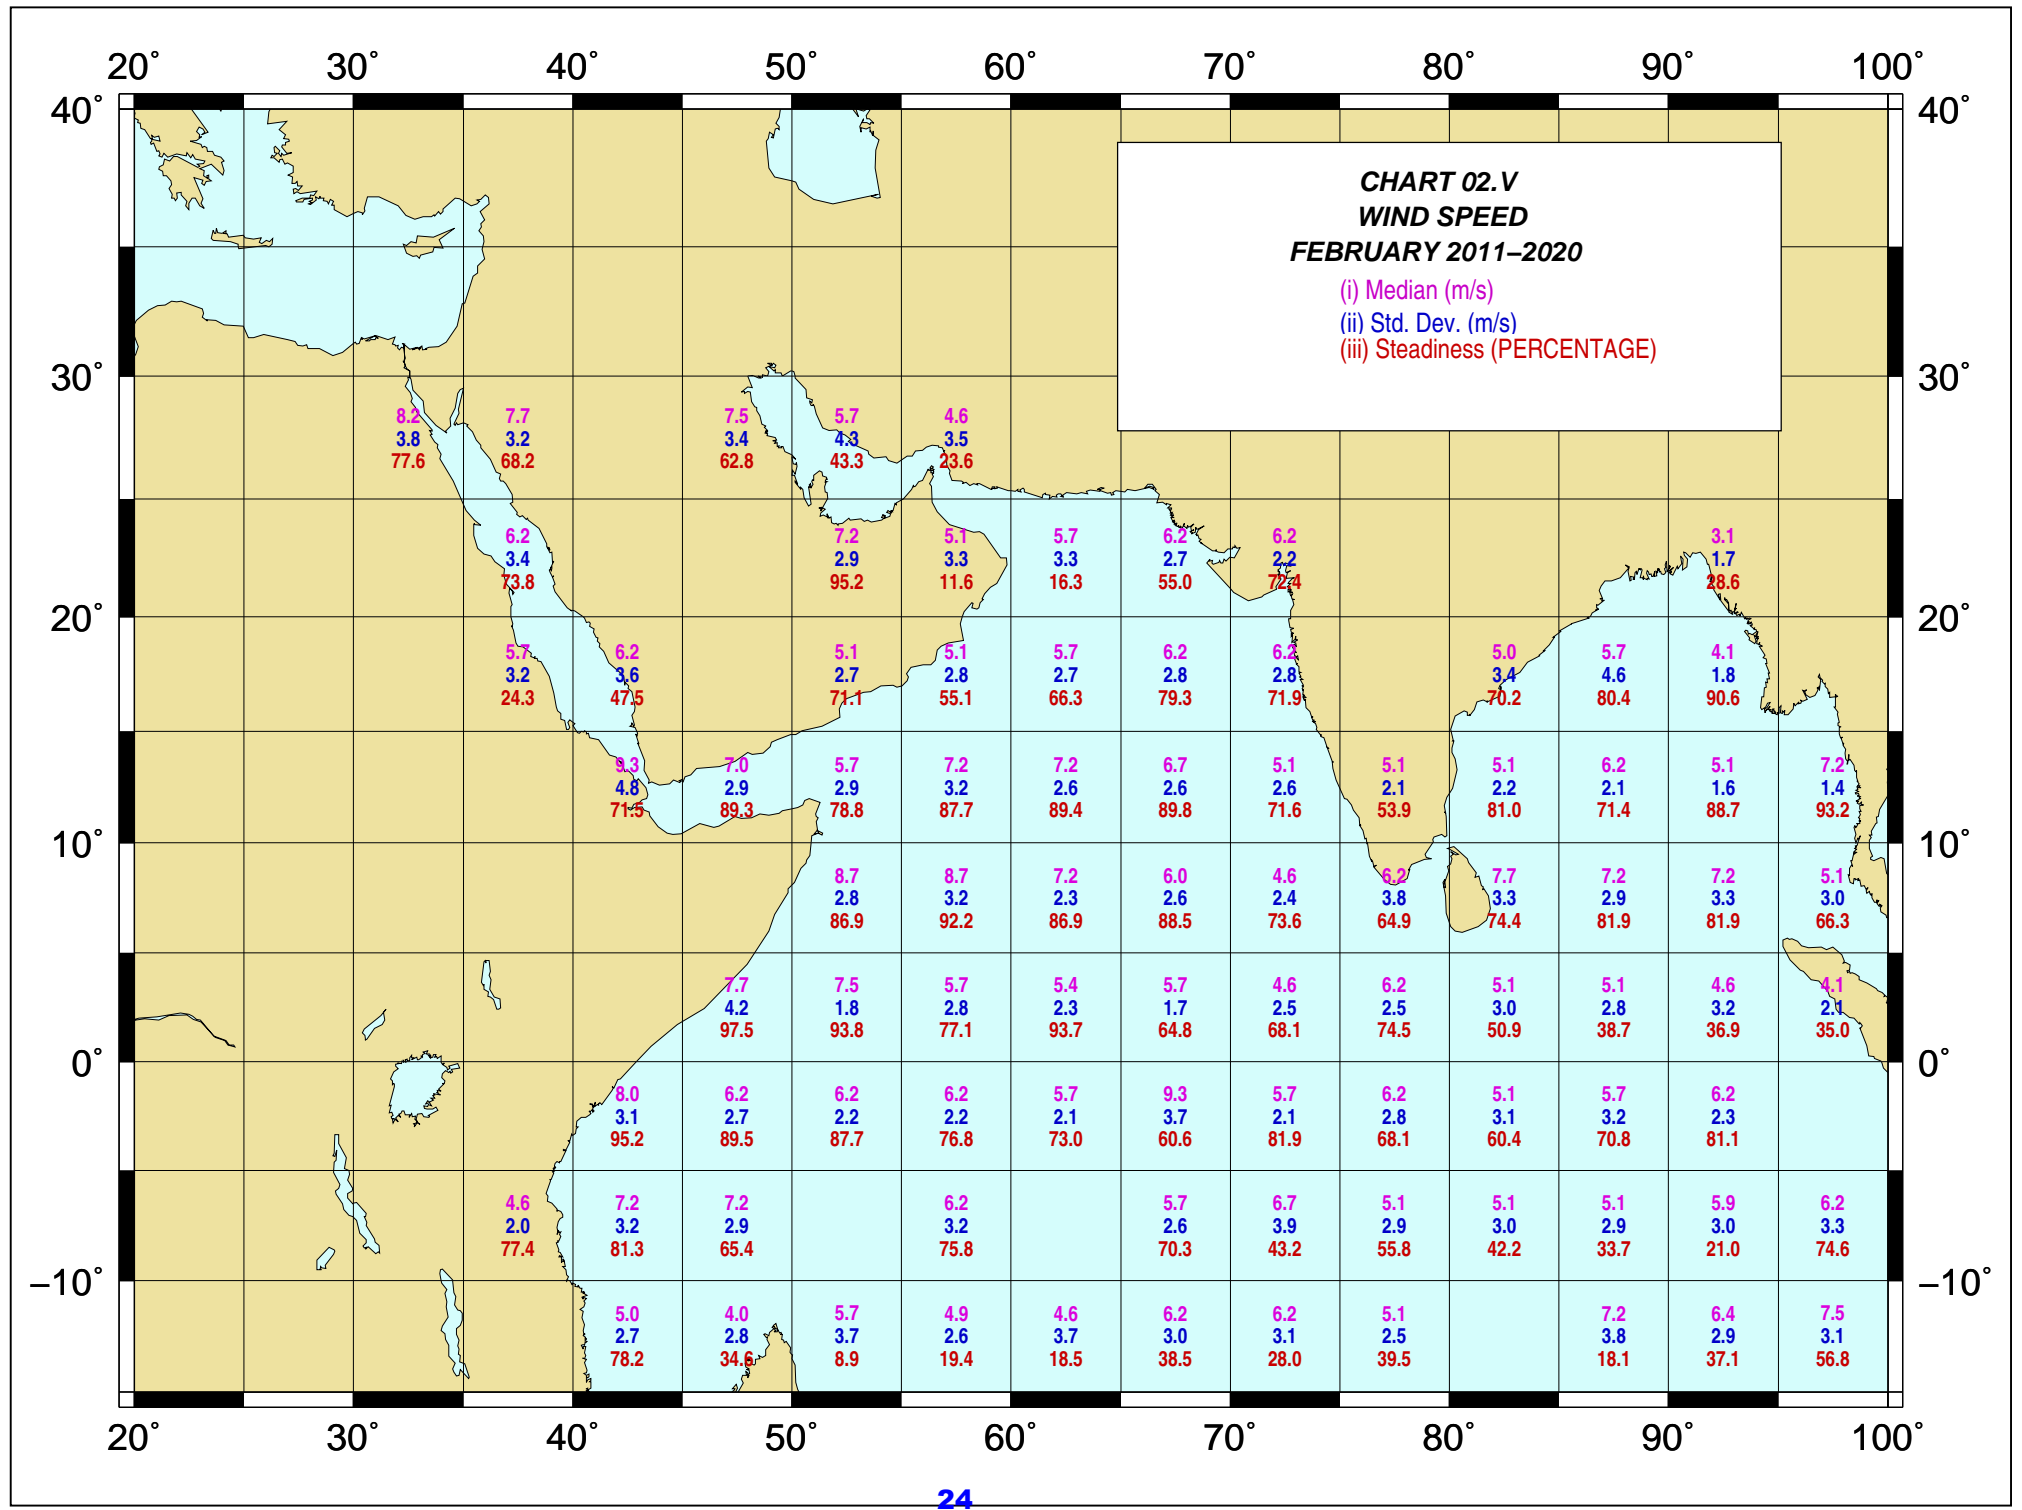 20° 30° 40° 50° 60° 70° 80° 90° 100°
40° 40°
CHART 02.V
WIND SPEED
FEBRUARY 2011–2020
(i) Median (m/s)
(ii) Std. Dev. (m/s)
(iii) Steadiness (PERCENTAGE)
30° 30°
8.2 7.7 7.5 5.7 4.6
3.8 3.2 3.4 4.3 3.5
77.6 68.2 62.8 43.3 23.6
6.2 7.2 5.1 5.7 6.2 6.2 3.1
3.4 2.9 3.3 3.3 2.7 2.2 1.7
73.8 95.2 11.6 16.3 55.0 72.4 28.6
20° 20°
5.7 6.2 5.1 5.1 5.7 6.2 6.2 5.0 5.7 4.1
3.2 3.6 2.7 2.8 2.7 2.8 2.8 3.4 4.6 1.8
24.3 47.5 71.1 55.1 66.3 79.3 71.9 70.2 80.4 90.6
9.3 7.0 5.7 7.2 7.2 6.7 5.1 5.1 5.1 6.2 5.1 7.2
4.8 2.9 2.9 3.2 2.6 2.6 2.6 2.1 2.2 2.1 1.6 1.4
71.5 89.3 78.8 87.7 89.4 89.8 71.6 53.9 81.0 71.4 88.7 93.2
10° 10°
8.7 8.7 7.2 6.0 4.6 6.2 7.7 7.2 7.2 5.1
2.8 3.2 2.3 2.6 2.4 3.8 3.3 2.9 3.3 3.0
86.9 92.2 86.9 88.5 73.6 64.9 74.4 81.9 81.9 66.3
7.7 7.5 5.7 5.4 5.7 4.6 6.2 5.1 5.1 4.6 4.1
4.2 1.8 2.8 2.3 1.7 2.5 2.5 3.0 2.8 3.2 2.1
97.5 93.8 77.1 93.7 64.8 68.1 74.5 50.9 38.7 36.9 35.0
0° 0°
8.0 6.2 6.2 6.2 5.7 9.3 5.7 6.2 5.1 5.7 6.2
3.1 2.7 2.2 2.2 2.1 3.7 2.1 2.8 3.1 3.2 2.3
95.2 89.5 87.7 76.8 73.0 60.6 81.9 68.1 60.4 70.8 81.1
4.6 7.2 7.2 6.2 5.7 6.7 5.1 5.1 5.1 5.9 6.2
2.0 3.2 2.9 3.2 2.6 3.9 2.9 3.0 2.9 3.0 3.3
77.4 81.3 65.4 75.8 70.3 43.2 55.8 42.2 33.7 21.0 74.6
–10° –10°
5.0 4.0 5.7 4.9 4.6 6.2 6.2 5.1 7.2 6.4 7.5
2.7 2.8 3.7 2.6 3.7 3.0 3.1 2.5 3.8 2.9 3.1
78.2 34.6 8.9 19.4 18.5 38.5 28.0 39.5 18.1 37.1 56.8
20° 30° 40° 50° 60° 70° 80° 90° 100°
24